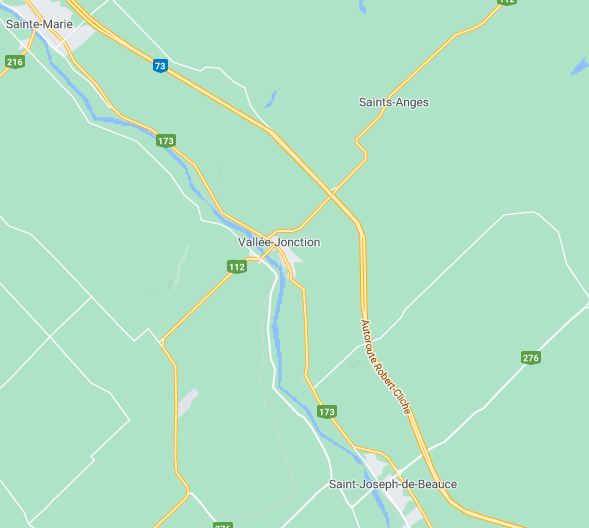 112
Sainte-Marie
216
73
Saints-Anges
173
Vallée-Jonction
112
Autoroute Robert-Cliche
276
173
Saint-Joseph-de-Beauce
276